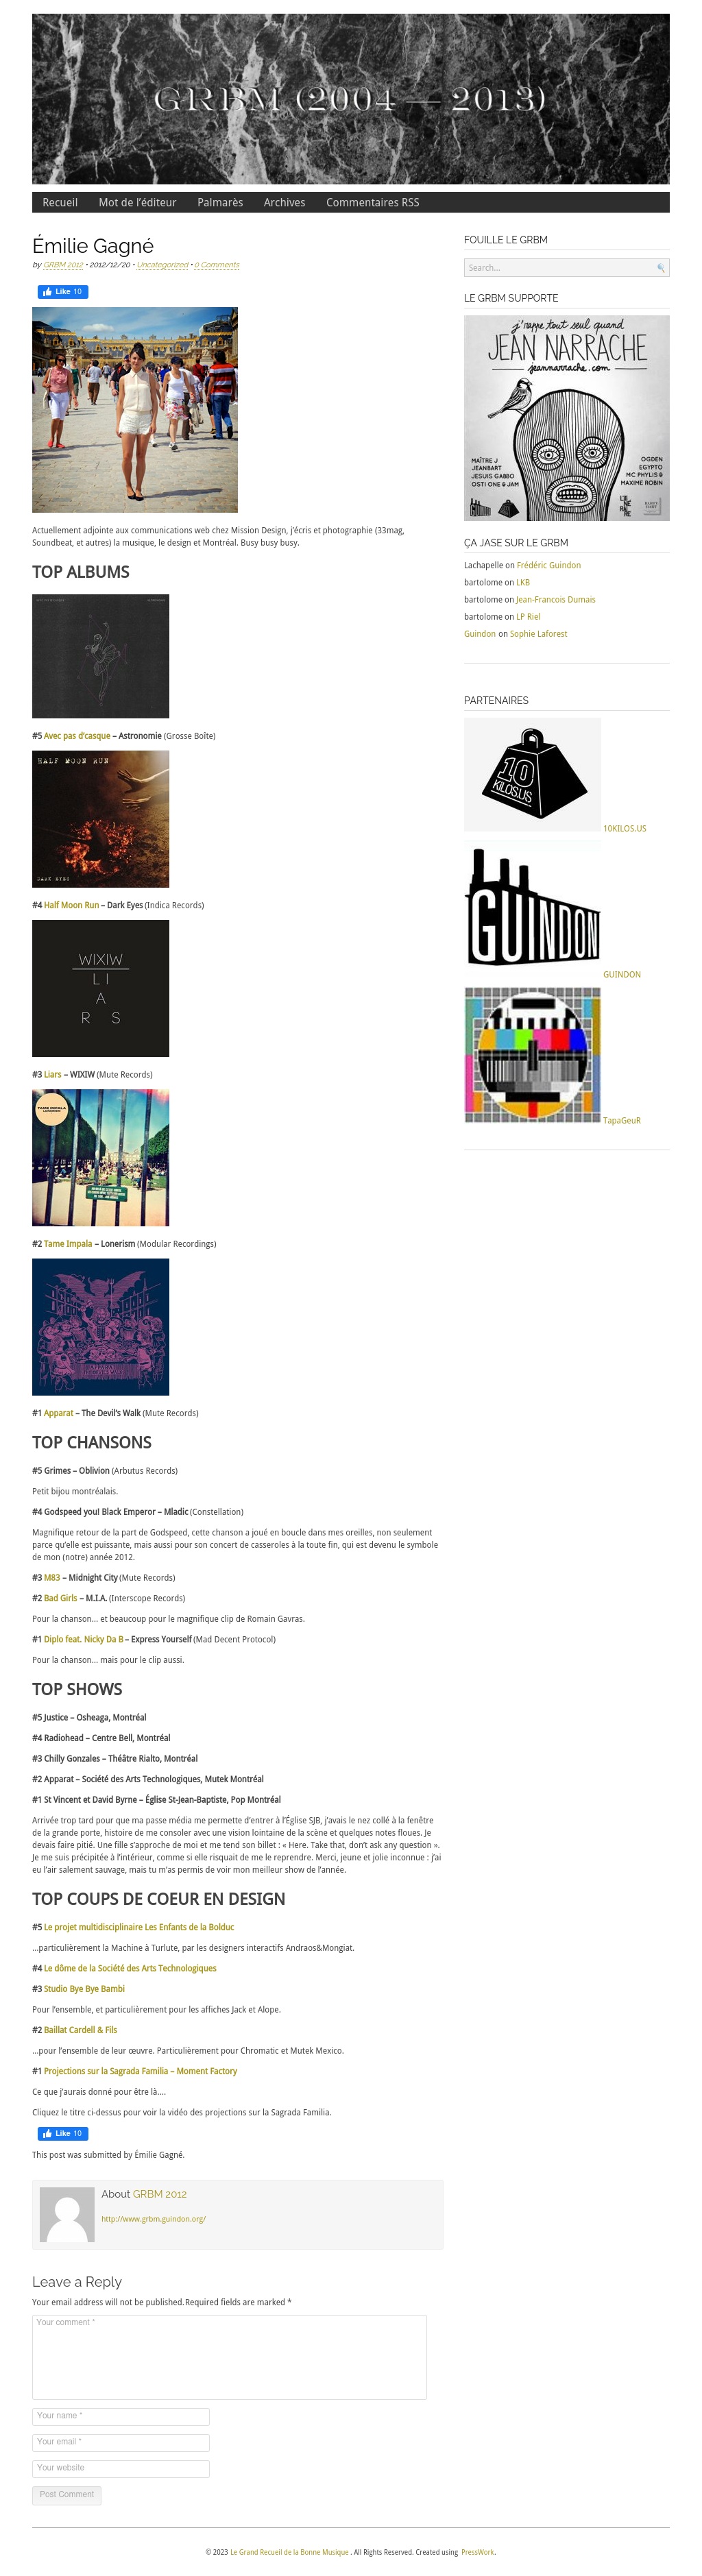 GRBM (2004 — 2013)
Recueil Mot de l'éditeur Palmarès Archives Commentaires RSS
Émilie Gagné
by GRBM 2012 • 2012/12/20 • Uncategorized • 0 Comments
Like 10
Actuellement adjointe aux communications web chez Mission Design, j'écris et photographie (33mag,
Soundbeat, et autres) la musique, le design et Montréal. Busy busy busy.
TOP ALBUMS
#5 Avec pas d'casque – Astronomie (Grosse Boîte)
HALF MOON RUN
DARK EYES
#4 Half Moon Run – Dark Eyes (Indica Records)
WIXIW
LI
A
R S
#3 Liars – WIXIW (Mute Records)
TAME IMPALA
LONERISM
#2 Tame Impala – Lonerism (Modular Recordings)
#1 Apparat – The Devil's Walk (Mute Records)
TOP CHANSONS
#5 Grimes – Oblivion (Arbutus Records)
Petit bijou montréalais.
#4 Godspeed you! Black Emperor – Mladic (Constellation)
Magnifique retour de la part de Godspeed, cette chanson a joué en boucle dans mes oreilles, non seulement
parce qu'elle est puissante, mais aussi pour son concert de casseroles à la toute fin, qui est devenu le symbole
de mon (notre) année 2012.
#3 M83 – Midnight City (Mute Records)
#2 Bad Girls – M.I.A. (Interscope Records)
Pour la chanson… et beaucoup pour le magnifique clip de Romain Gavras.
#1 Diplo feat. Nicky Da B – Express Yourself (Mad Decent Protocol)
Pour la chanson… mais pour le clip aussi.
TOP SHOWS
#5 Justice – Osheaga, Montréal
#4 Radiohead – Centre Bell, Montréal
#3 Chilly Gonzales – Théâtre Rialto, Montréal
#2 Apparat – Société des Arts Technologiques, Mutek Montréal
#1 St Vincent et David Byrne – Église St-Jean-Baptiste, Pop Montréal
Arrivée trop tard pour que ma passe média me permette d'entrer à l'Église SJB, j'avais le nez collé à la fenêtre
de la grande porte, histoire de me consoler avec une vision lointaine de la scène et quelques notes floues. Je
devais faire pitié. Une fille s'approche de moi et me tend son billet : « Here. Take that, don't ask any question ».
Je me suis précipitée à l'intérieur, comme si elle risquait de me le reprendre. Merci, jeune et jolie inconnue : j'ai
eu l'air salement sauvage, mais tu m'as permis de voir mon meilleur show de l'année.
TOP COUPS DE COEUR EN DESIGN
#5 Le projet multidisciplinaire Les Enfants de la Bolduc
…particulièrement la Machine à Turlute, par les designers interactifs Andraos&Mongiat.
#4 Le dôme de la Société des Arts Technologiques
#3 Studio Bye Bye Bambi
Pour l'ensemble, et particulièrement pour les affiches Jack et Alope.
#2 Baillat Cardell & Fils
…pour l'ensemble de leur œuvre. Particulièrement pour Chromatic et Mutek Mexico.
#1 Projections sur la Sagrada Familia – Moment Factory
Ce que j'aurais donné pour être là….
Cliquez le titre ci-dessus pour voir la vidéo des projections sur la Sagrada Familia.
Like 10
This post was submitted by Émilie Gagné.
About GRBM 2012
http://www.grbm.guindon.org/
Leave a Reply
Your email address will not be published. Required fields are marked *
Your comment *
Your name *
Your email *
Your website
Post Comment
FOUILLE LE GRBM
Search...
LE GRBM SUPPORTE
j'rappe tout seul quand
JEAN NARRACHE
jeannarrache.com
MAÎTRE J
JEANBART
JESUIS GABBO
OSTI ONE & JAM
OGDEN
EGYPTO
MC PHYLIS &
MAXIME ROBIN
ÇA JASE SUR LE GRBM
Lachapelle on Frédéric Guindon
bartolome on LKB
bartolome on Jean-Francois Dumais
bartolome on LP Riel
Guindon on Sophie Laforest
PARTENAIRES
10
KILOS.US
10KILOS.US
GUINDON
GUINDON
TapaGeuR
© 2023 Le Grand Recueil de la Bonne Musique . All Rights Reserved. Created using PressWork.